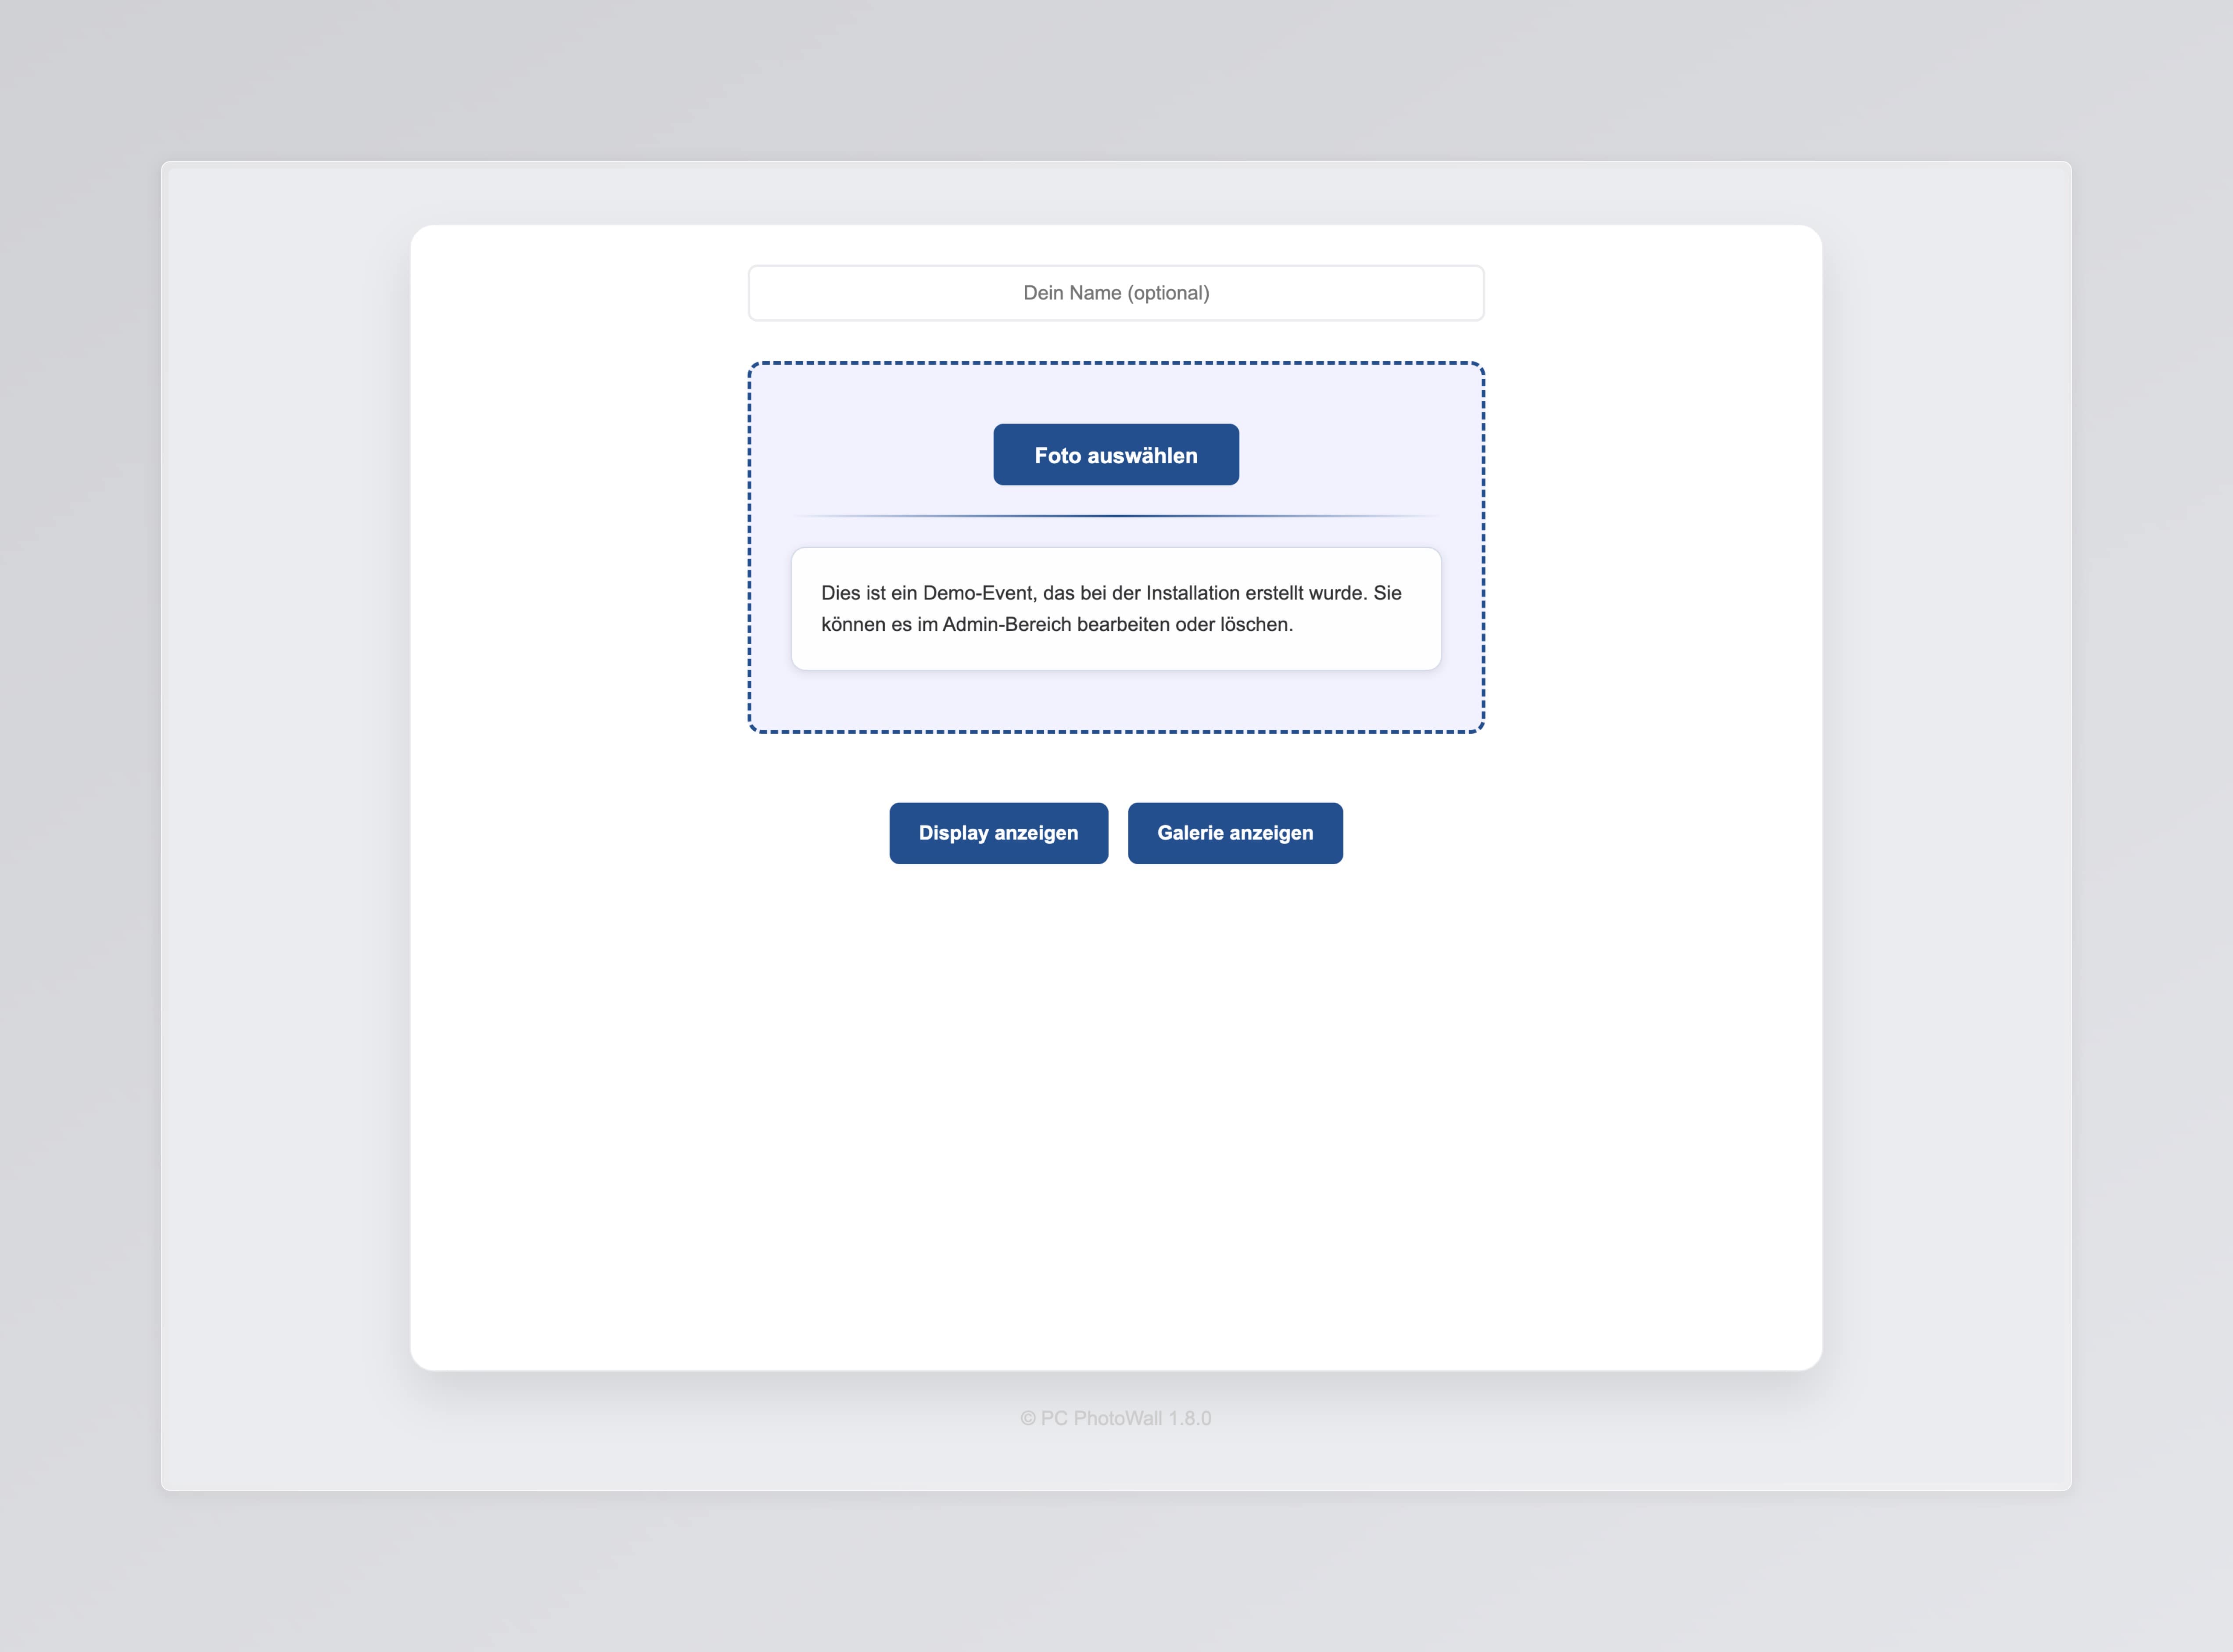 Dein Name (optional)
Foto auswählen
Dies ist ein Demo-Event, das bei der Installation erstellt wurde. Sie
können es im Admin-Bereich bearbeiten oder löschen.
Display anzeigen
Galerie anzeigen
© PC PhotoWall 1.8.0